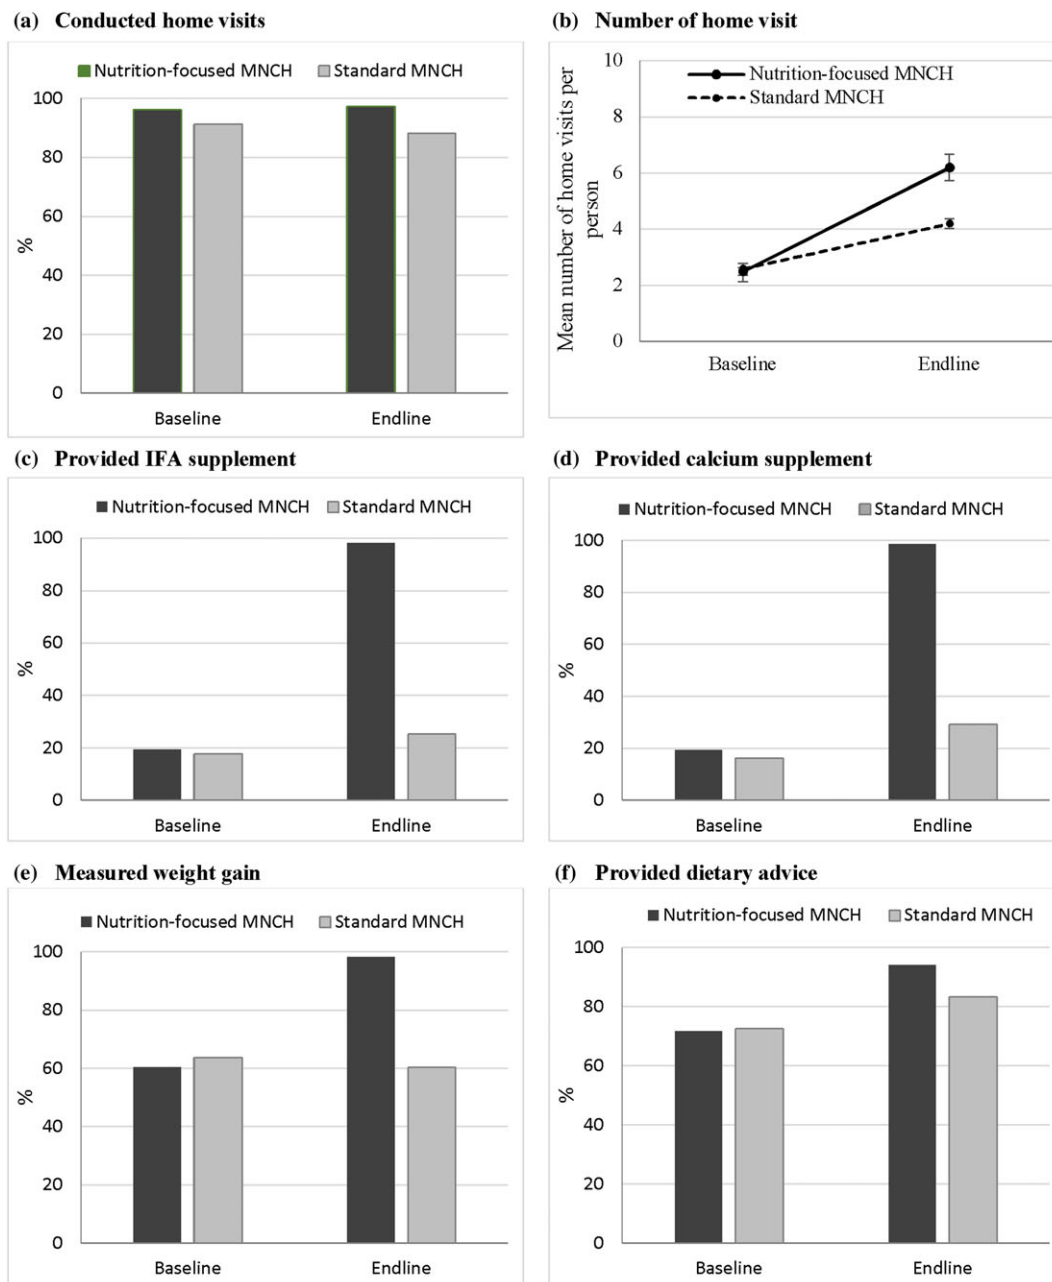 (a) Conducted home visits
Nutrition-focused MNCH Standard MNCH
100
80
60
40
20
0
%
Baseline Endline
(b) Number of home visit
Nutrition-focused MNCH
Standard MNCH
10
8
6
4
2
0
Mean number of home visits per
person
Baseline Endline
(c) Provided IFA supplement
Nutrition-focused MNCH Standard MNCH
100
80
60
40
20
0
%
Baseline Endline
(d) Provided calcium supplement
Nutrition-focused MNCH Standard MNCH
100
80
60
40
20
0
%
Baseline Endline
(e) Measured weight gain
Nutrition-focused MNCH Standard MNCH
100
80
60
40
20
0
%
Baseline Endline
(f) Provided dietary advice
Nutrition-focused MNCH Standard MNCH
100
80
60
40
20
0
%
Baseline Endline